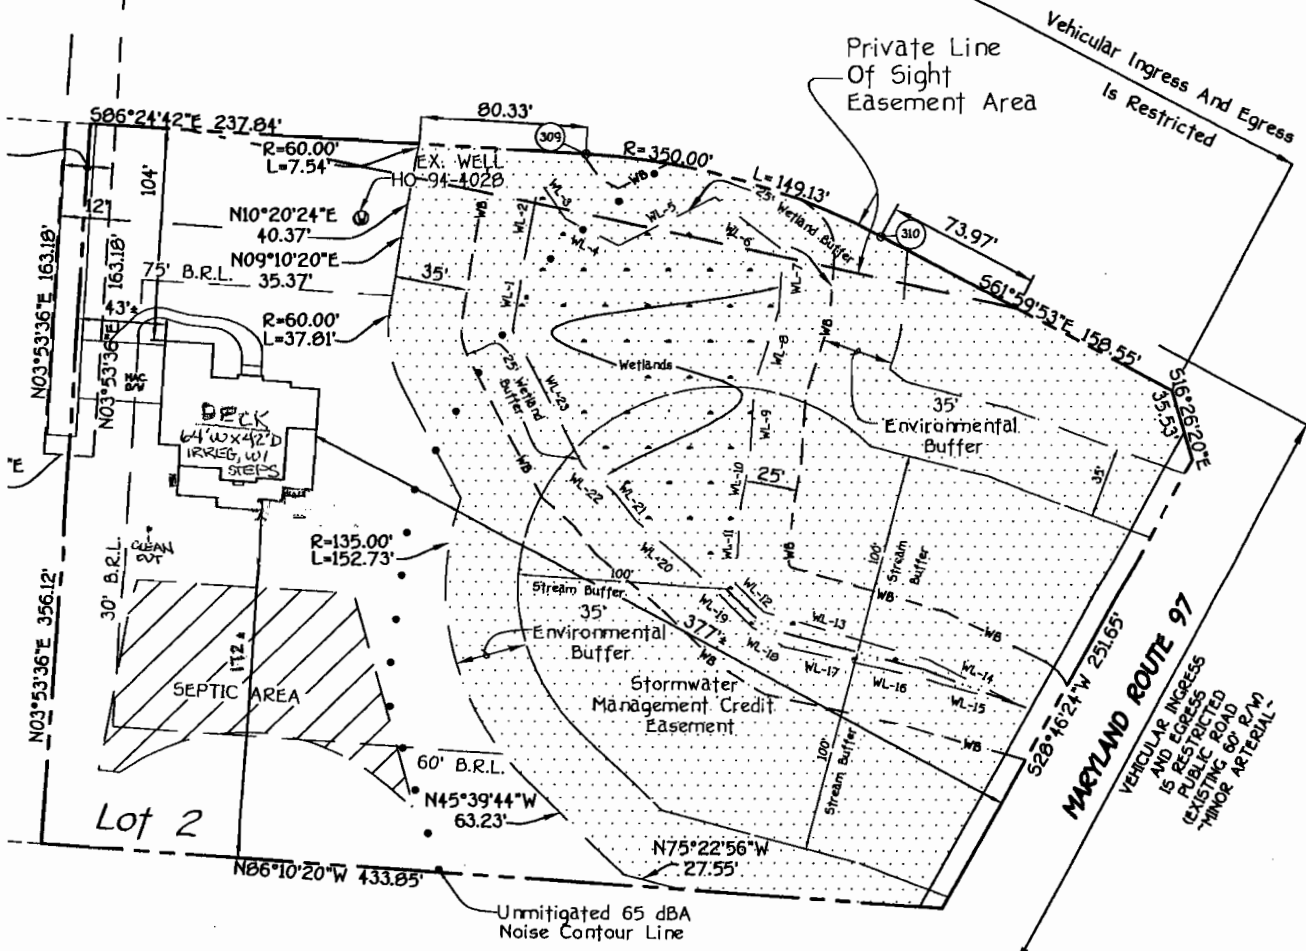 Vehicular Ingress And Egress
Is Restricted
Private Line
Of Sight
Easement Area
80.33'
309
S86°24'42"E 237.84'
R=60.00'
L=7.54'
EX. WELL
HO-94-4028
R=350.00'
WB
L=149.13'
25' Wetland Buffer
310
73.97'
S61°59'53"E 158.55'
104'
12'
W
N10°20'24"E
40.37'
N09°10'20"E
35.37'
75' B.R.L.
35'
WB
WL-2
WL-3
WL-4
WL-5
WL-6
WL-7
WL-1
N03°53'36"E 163.18'
163.18'
N03°53'36"E
43'±
R=60.00'
L=37.81'
WL-8
WB
Wetlands
25' Wetland
Buffer
WL-23
S16°26'20"E
35.53'
35'
Environmental
Buffer
WL-9
DECK
64'W X 42'D
IRREG, W/
STEPS
"E
WB
WL-10
25'
35'
WL-22
WL-21
WL-11
R=135.00'
L=152.73'
WB
CLEAN
OUT
30' B.R.L.
WL-20
100'
Stream Buffer
100'
Stream
Buffer
WL-12
WL-19
WB
35'
Environmental
Buffer
377'±
WL-13
WL-18
WB
WB
WL-17
WL-14
WL-16
WL-15
N03°53'36"E 356.12'
172±
SEPTIC AREA
Stormwater
Management Credit
Easement
100'
Stream Buffer
WB
S28°46'24"W 251.65'
MARYLAND ROUTE 97
VEHICULAR INGRESS
AND EGRESS
IS RESTRICTED
PUBLIC ROAD
(EXISTING 60' R/W)
~MINOR ARTERIAL~
60' B.R.L.
N45°39'44"W
63.23'
Lot 2
N75°22'56"W
27.55'
N86°10'20"W 433.85'
Unmitigated 65 dBA
Noise Contour Line